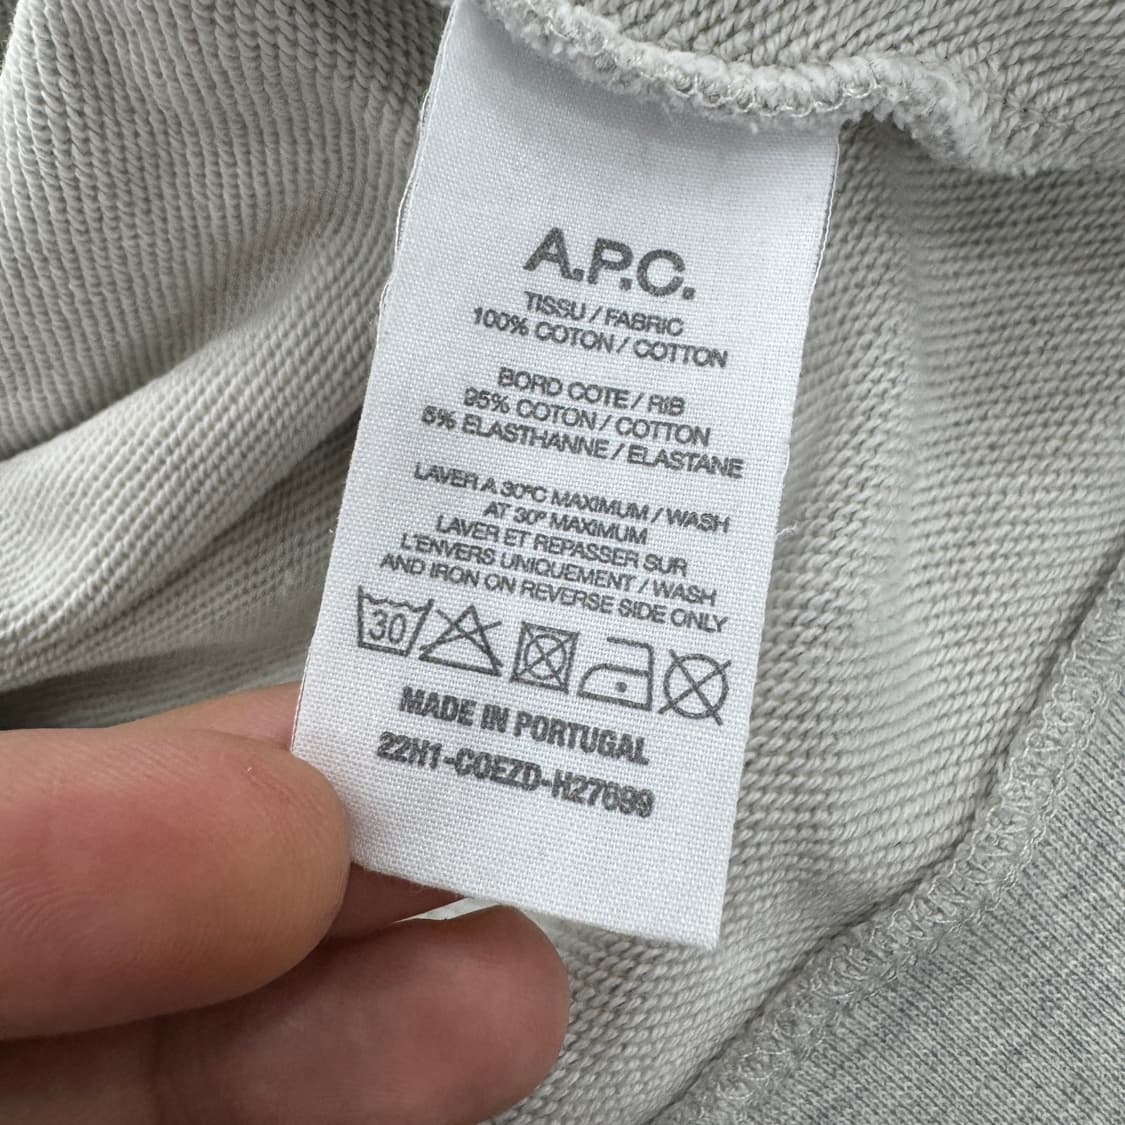 A.P.C.
TISSU / FABRIC
100% COTON / COTTON
BORD COTE / RIB
95% COTON / COTTON
5% ELASTHANNE / ELASTANE
LAVER A 30°C MAXIMUM / WASH
AT 30° MAXIMUM
LAVER ET REPASSER SUR
L'ENVERS UNIQUEMENT / WASH
AND IRON ON REVERSE SIDE ONLY
30
MADE IN PORTUGAL
22H1-COEZD-H27699